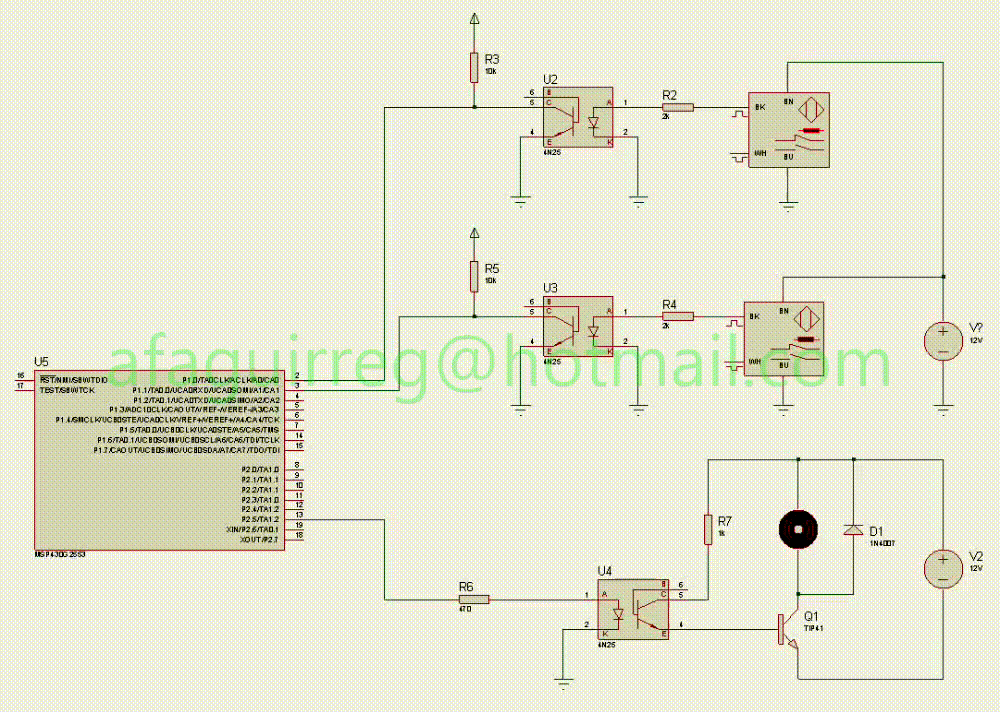 R3
10k
U2
6 B
5 C
4 E
A 1
K 2
4N25
R2
2k
BK
BN
WH
BU
R5
10k
U3
6 B
5 C
4 E
A 1
K 2
4N25
R4
2k
BK
BN
WH
BU
V?
12V
afaguirreg@hotmail.com
U5
16 RST/NMI/SBWTDIO
17 TEST/SBWTCK
P1.0/TA0CLK/ACLK/A0/CA0 2
P1.1/TA0.0/UCA0RXD/UCA0SOMI/A1/CA1 3
P1.2/TA0.1/UCA0TXD/UCA0SIMO/A2/CA2 4
P1.3/ADC10CLK/CAOUT/VREF-/VEREF-/A3/CA3 5
P1.4/SMCLK/UCB0STE/UCA0CLK/VREF+/VEREF+/A4/CA4/TCK 6
P1.5/TA0.0/UCB0CLK/UCA0STE/A5/CA5/TMS 7
P1.6/TA0.1/UCB0SOMI/UCB0SCL/A6/CA6/TDI/TCLK 14
P1.7/CAOUT/UCB0SIMO/UCB0SDA/A7/CA7/TDO/TDI 15
P2.0/TA1.0 8
P2.1/TA1.1 9
P2.2/TA1.1 10
P2.3/TA1.0 11
P2.4/TA1.2 12
P2.5/TA1.2 13
XIN/P2.6/TA0.1 19
XOUT/P2.7 18
MSP430G2553
R6
470
U4
1 A
2 K
B 6
C 5
E 4
4N25
R7
1k
D1
1N4007
Q1
TIP41
V2
12V